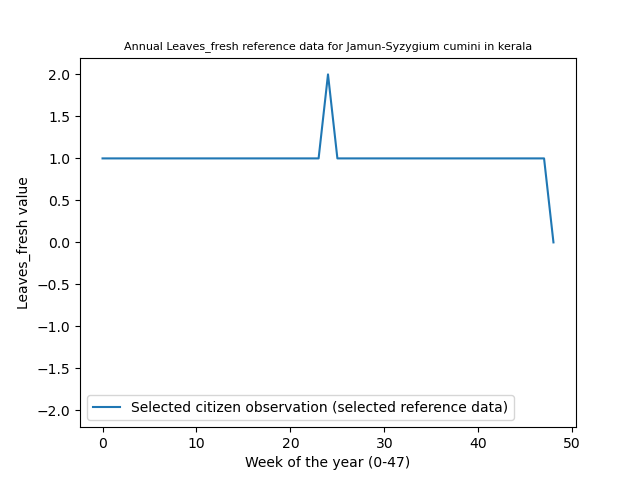 Annual Leaves_fresh reference data for Jamun-Syzygium cumini in kerala
2.0
1.5
1.0
0.5
0.0
−0.5
−1.0
−1.5
−2.0
Leaves_fresh value
Selected citizen observation (selected reference data)
0 10 20 30 40 50
Week of the year (0-47)